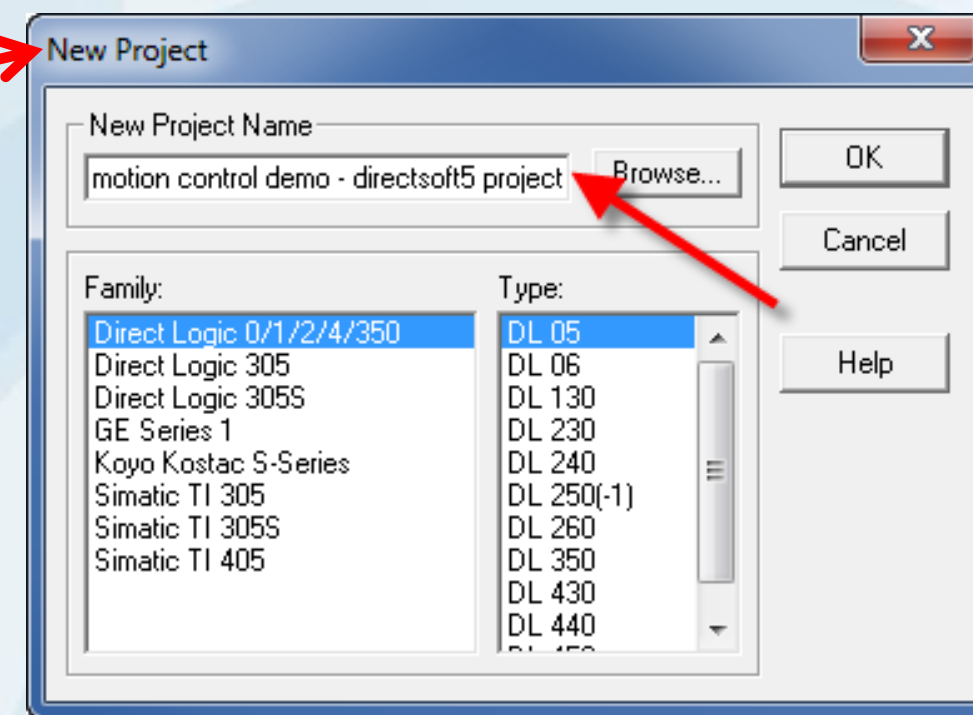 New Project
New Project Name
motion control demo - directsoft5 project
Browse...
OK
Cancel
Help
Family:
Direct Logic 0/1/2/4/350
Direct Logic 305
Direct Logic 305S
GE Series 1
Koyo Kostac S-Series
Simatic TI 305
Simatic TI 305S
Simatic TI 405
Type:
DL 05
DL 06
DL 130
DL 230
DL 240
DL 250(-1)
DL 260
DL 350
DL 430
DL 440